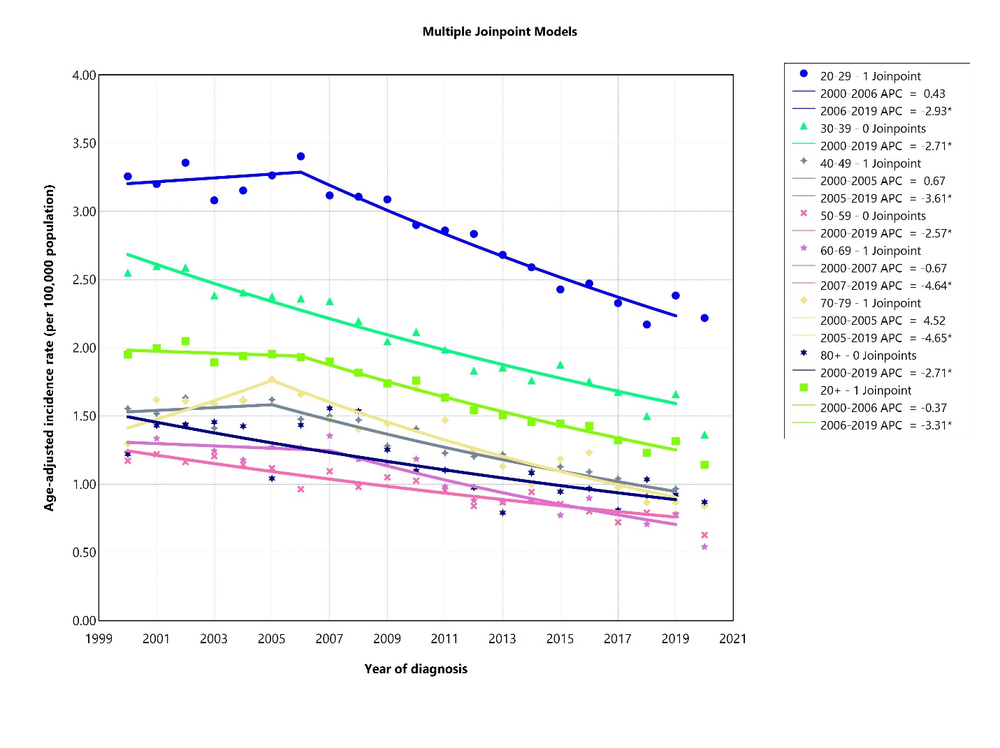 Multiple Joinpoint Models
4.00
3.50
3.00
2.50
2.00
1.50
1.00
0.50
0.00
Age-adjusted incidence rate (per 100,000 population)
1999 2001 2003 2005 2007 2009 2011 2013 2015 2017 2019 2021
Year of diagnosis
20-29 - 1 Joinpoint
2000-2006 APC = 0.43
2006-2019 APC = -2.93*
30-39 - 0 Joinpoints
2000-2019 APC = -2.71*
40-49 - 1 Joinpoint
2000-2005 APC = 0.67
2005-2019 APC = -3.61*
50-59 - 0 Joinpoints
2000-2019 APC = -2.57*
60-69 - 1 Joinpoint
2000-2007 APC = -0.67
2007-2019 APC = -4.64*
70-79 - 1 Joinpoint
2000-2005 APC = 4.52
2005-2019 APC = -4.65*
80+ - 0 Joinpoints
2000-2019 APC = -2.71*
20+ - 1 Joinpoint
2000-2006 APC = -0.37
2006-2019 APC = -3.31*